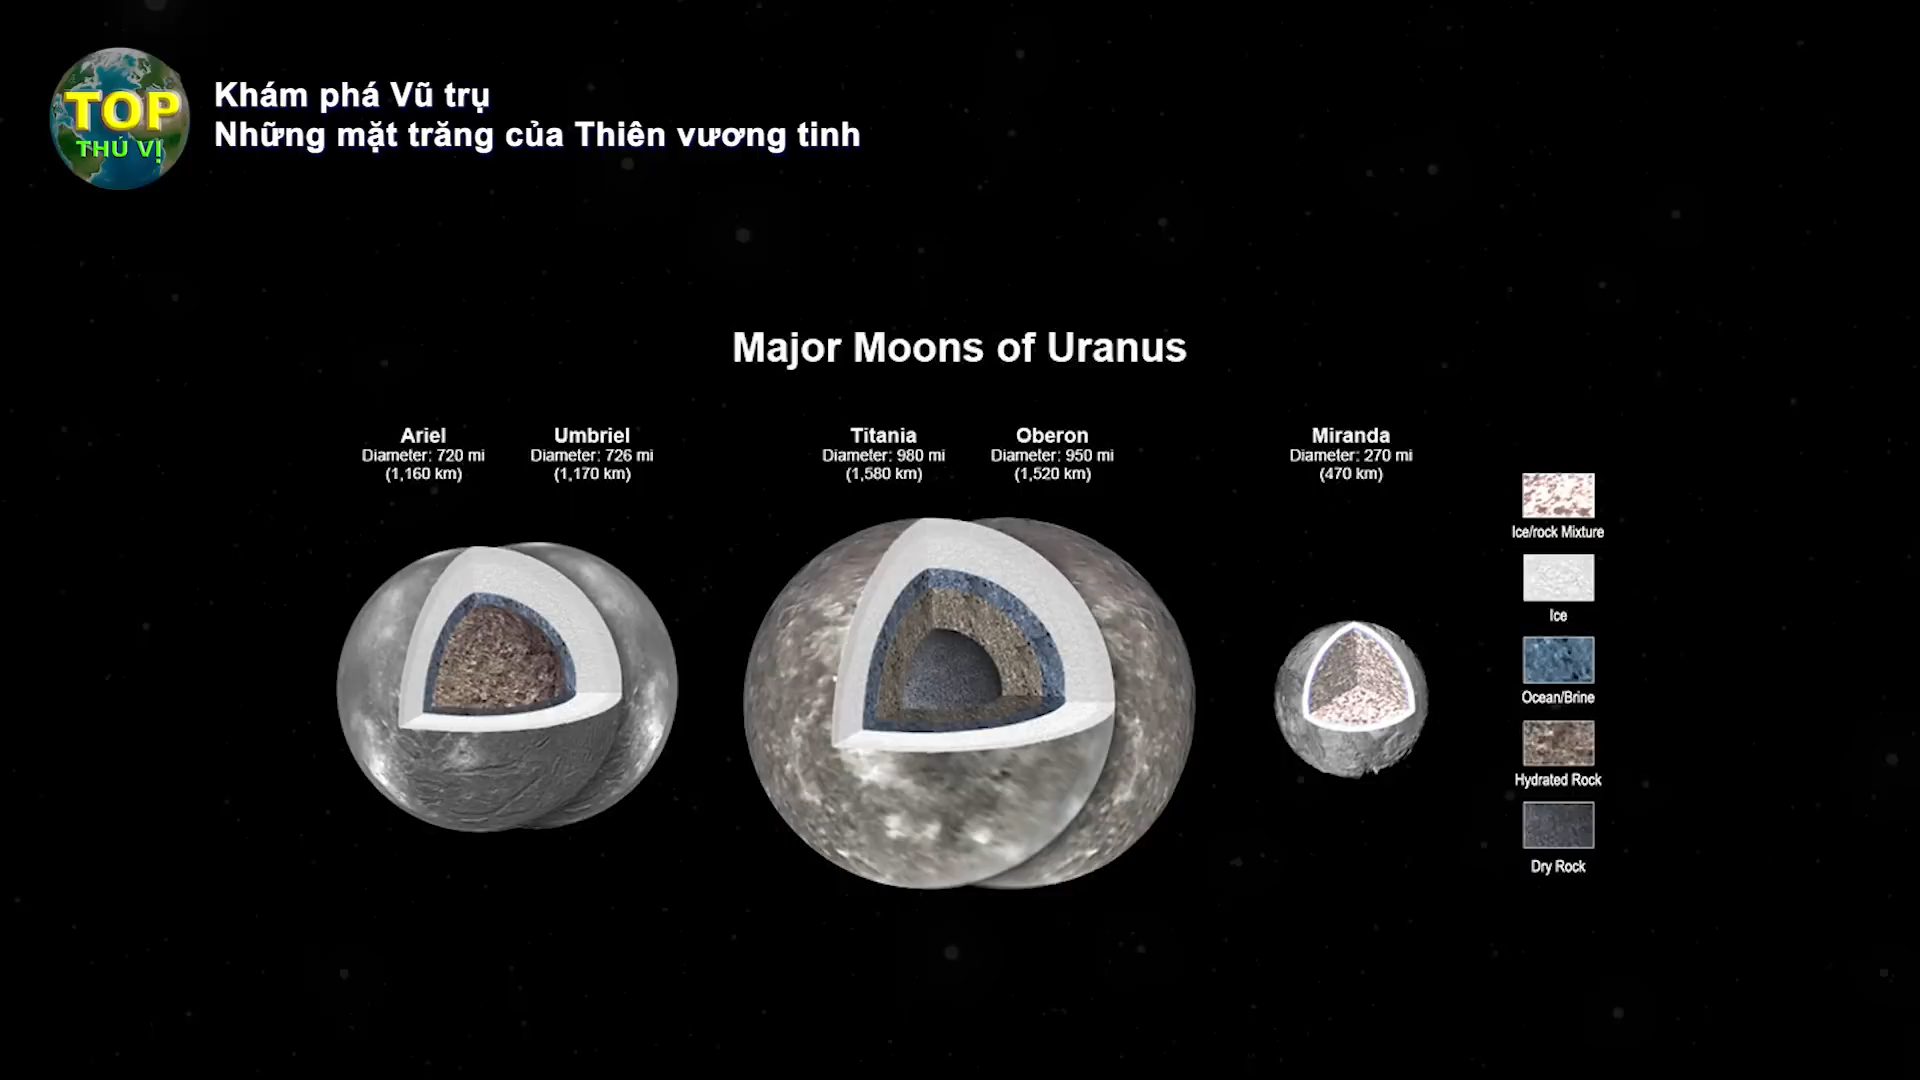 TOP
THÚ VỊ
Khám phá Vũ trụ
Những mặt trăng của Thiên vương tinh
Major Moons of Uranus
Ariel
Diameter: 720 mi
(1,160 km)
Umbriel
Diameter: 726 mi
(1,170 km)
Titania
Diameter: 980 mi
(1,580 km)
Oberon
Diameter: 950 mi
(1,520 km)
Miranda
Diameter: 270 mi
(470 km)
Ice/rock Mixture
Ice
Ocean/Brine
Hydrated Rock
Dry Rock